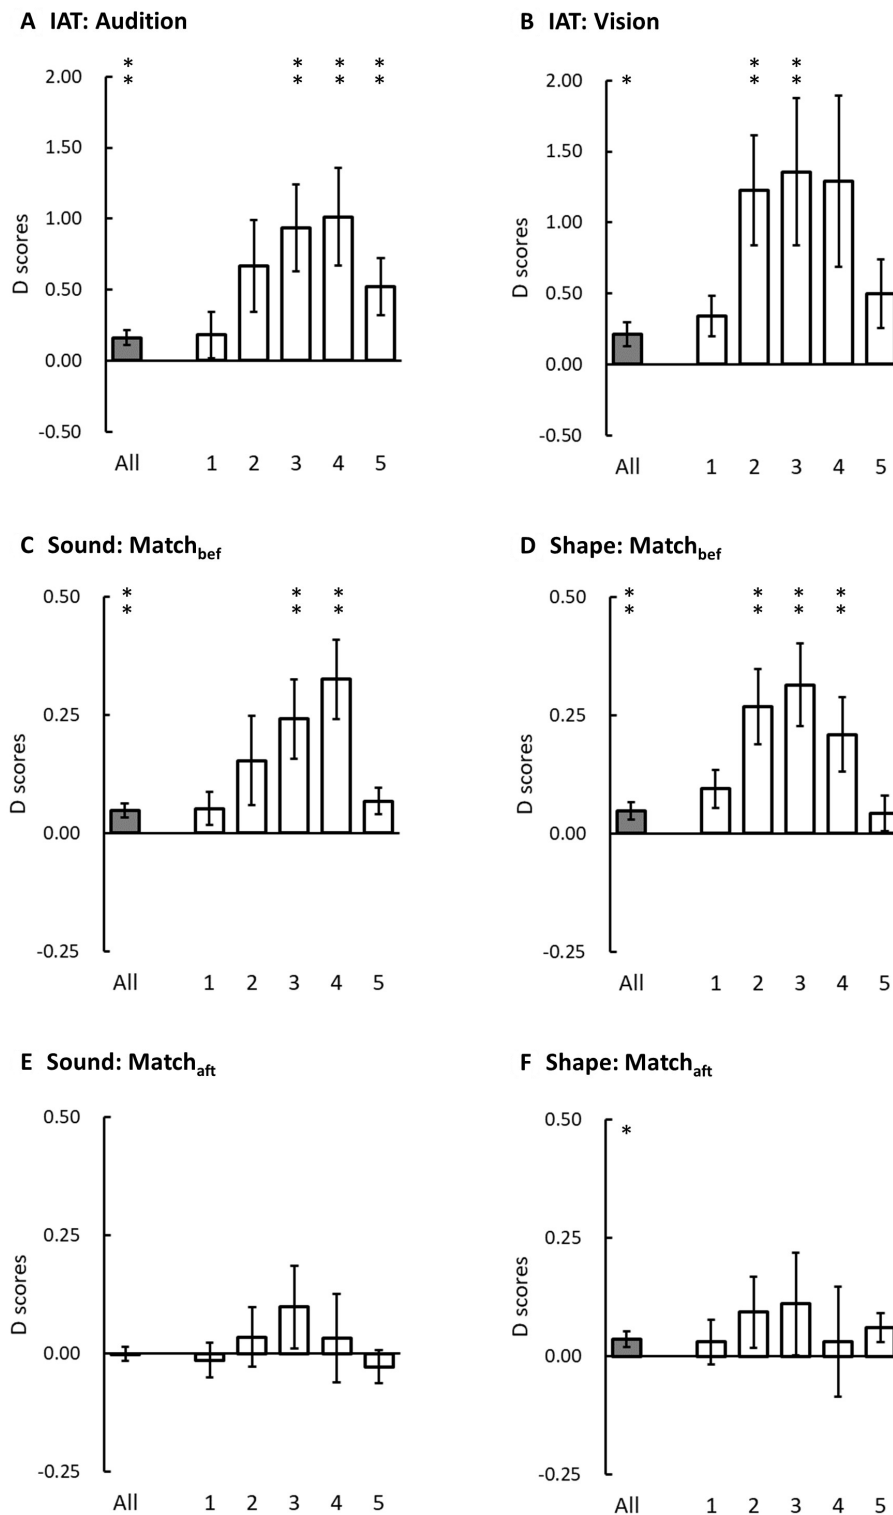 A IAT: Audition
* * * *
* * * *
2.00
1.50
1.00
0.50
0.00
-0.50
D scores
All 1 2 3 4 5
B IAT: Vision
* *
* * *
2.00
1.50
1.00
0.50
0.00
-0.50
D scores
All 1 2 3 4 5
C Sound: Matchbef
* * *
* * *
0.50
0.25
0.00
-0.25
D scores
All 1 2 3 4 5
D Shape: Matchbef
* * * *
* * * *
0.50
0.25
0.00
-0.25
D scores
All 1 2 3 4 5
E Sound: Matchaft
0.50
0.25
0.00
-0.25
D scores
All 1 2 3 4 5
F Shape: Matchaft
*
0.50
0.25
0.00
-0.25
D scores
All 1 2 3 4 5